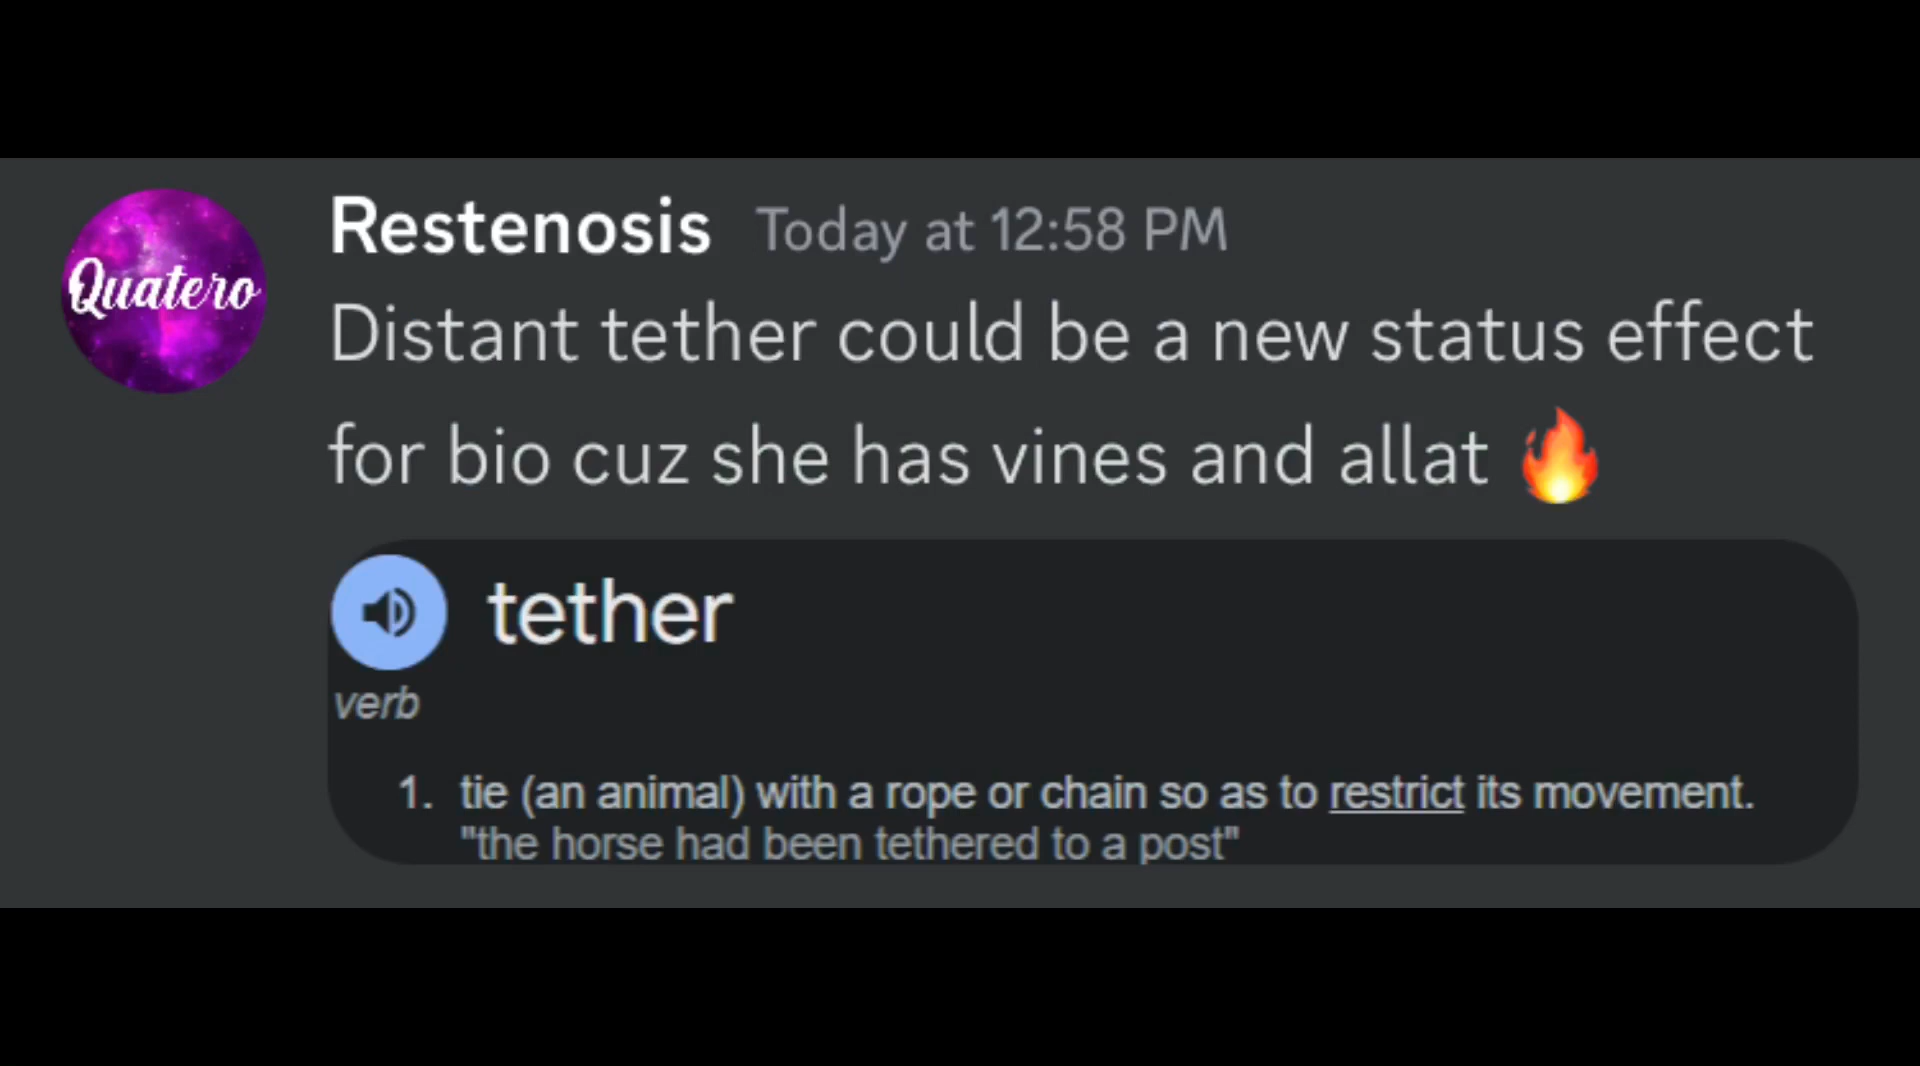 Quatero
Restenosis Today at 12:58 PM
Distant tether could be a new status effect
for bio cuz she has vines and allat 🔥
tether
verb
1. tie (an animal) with a rope or chain so as to restrict its movement.
"the horse had been tethered to a post"